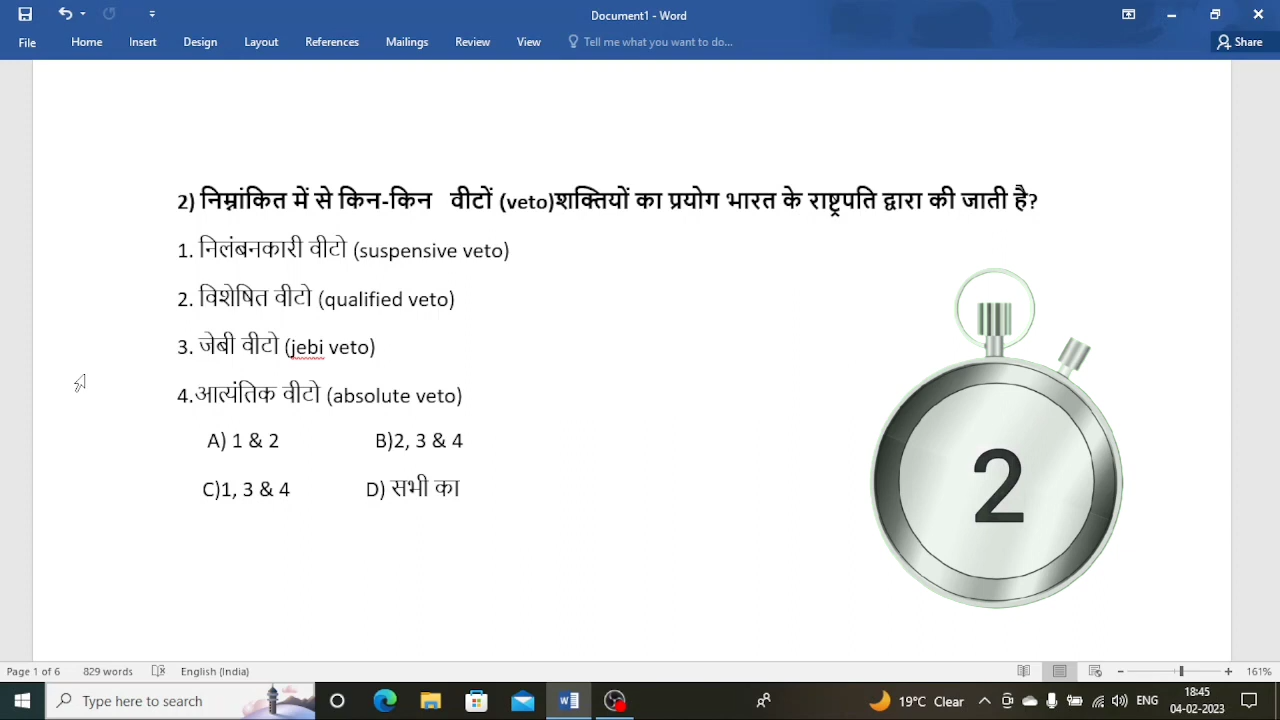 Document1 - Word
File Home Insert Design Layout References Mailings Review View Tell me what you want to do... Share
2) निम्नांकित में से किन-किन वीटों (veto)शक्तियों का प्रयोग भारत के राष्ट्रपति द्वारा की जाती है?
1. निलंबनकारी वीटो (suspensive veto)
2. विशेषित वीटो (qualified veto)
3. जेबी वीटो (jebi veto)
4.आत्यंतिक वीटो (absolute veto)
A) 1 & 2 B)2, 3 & 4
C)1, 3 & 4 D) सभी का
2
Page 1 of 6 829 words English (India) 161%
Type here to search 19°C Clear ENG 18:45
04-02-2023